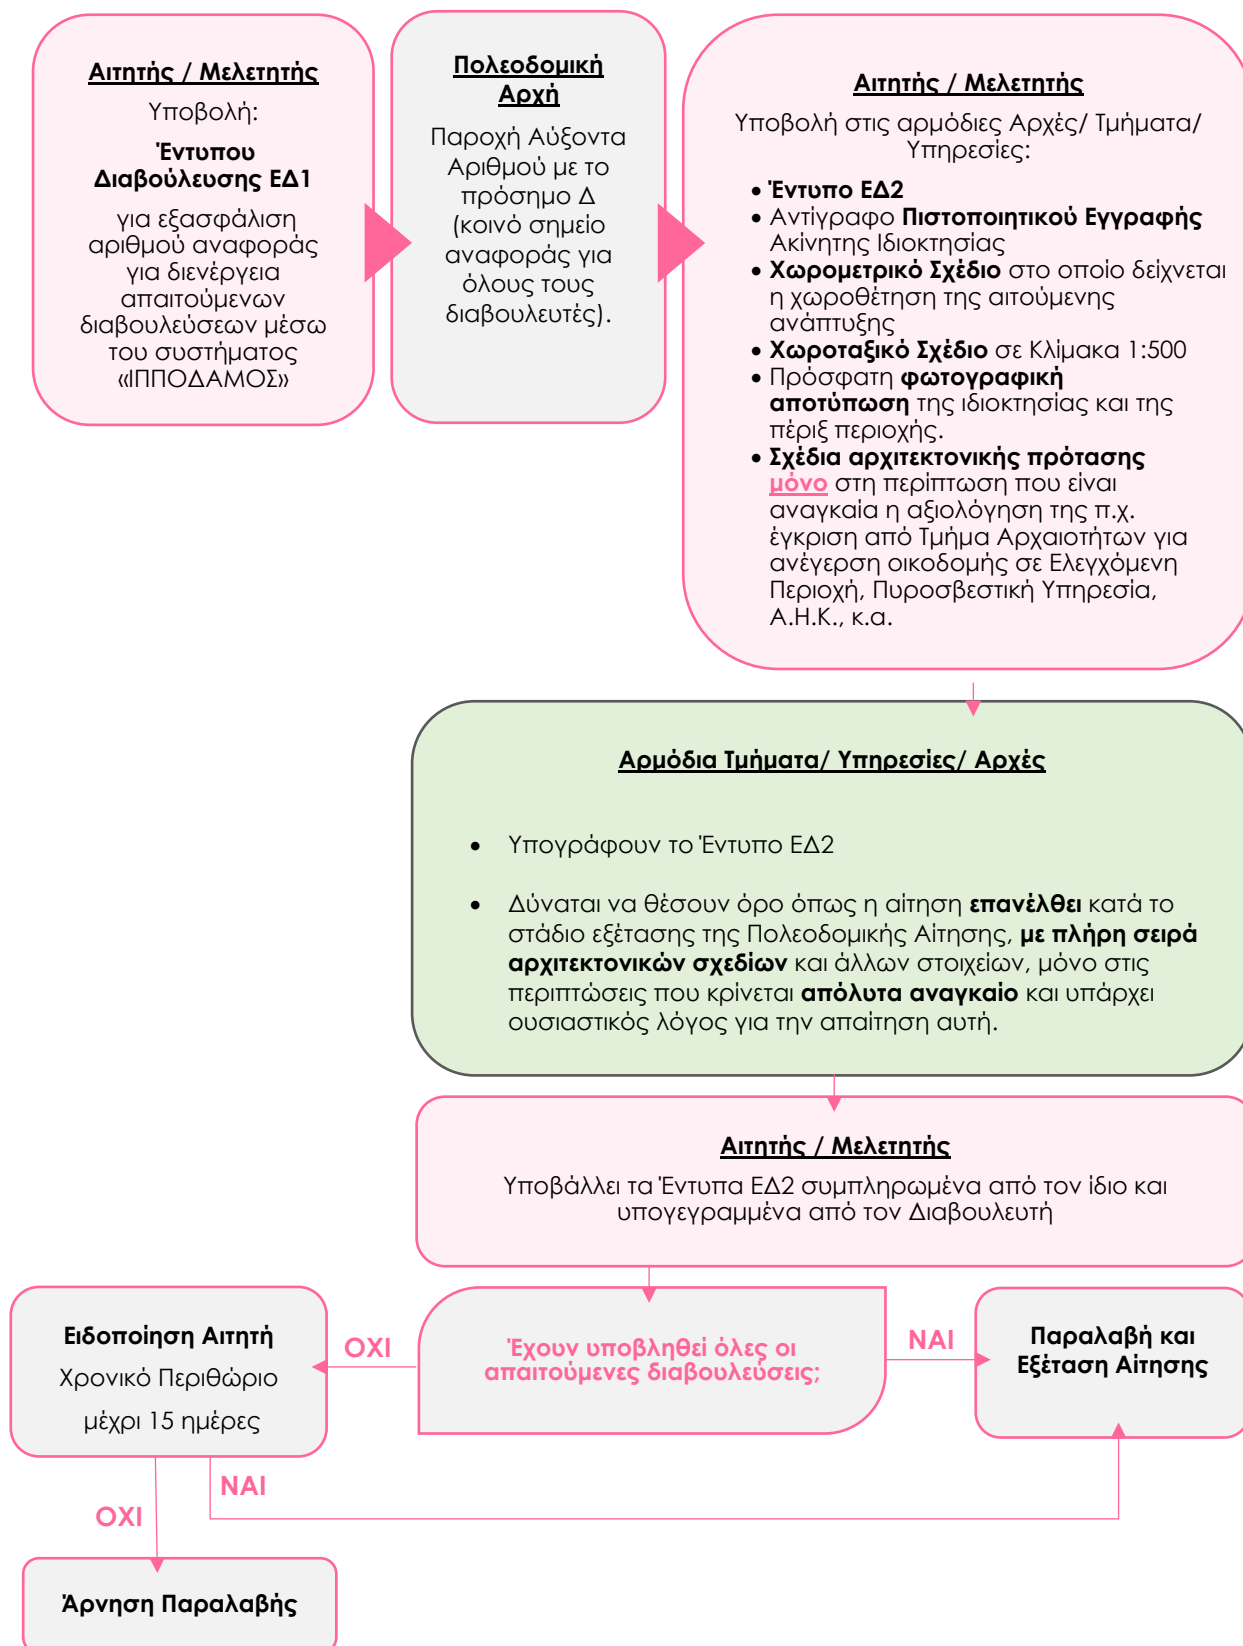 Αιτητής / Μελετητής
Υποβολή:
Έντυπου
Διαβούλευσης ΕΔ1
για εξασφάλιση
αριθμού αναφοράς
για διενέργεια
απαιτούμενων
διαβουλεύσεων μέσω
του συστήματος
«ΙΠΠΟΔΑΜΟΣ»
Πολεοδομική
Αρχή
Παροχή Αύξοντα
Αριθμού με το
πρόσημο Δ
(κοινό σημείο
αναφοράς για
όλους τους
διαβουλευτές).
Αιτητής / Μελετητής
Υποβολή στις αρμόδιες Αρχές/ Τμήματα/
Υπηρεσίες:
• Έντυπο ΕΔ2
• Αντίγραφο Πιστοποιητικού Εγγραφής
Ακίνητης Ιδιοκτησίας
• Χωρομετρικό Σχέδιο στο οποίο δείχνεται
η χωροθέτηση της αιτούμενης
ανάπτυξης
• Χωροταξικό Σχέδιο σε Κλίμακα 1:500
• Πρόσφατη φωτογραφική
αποτύπωση της ιδιοκτησίας και της
πέριξ περιοχής.
• Σχέδια αρχιτεκτονικής πρότασης
μόνο στη περίπτωση που είναι
αναγκαία η αξιολόγηση της π.χ.
έγκριση από Τμήμα Αρχαιοτήτων για
ανέγερση οικοδομής σε Ελεγχόμενη
Περιοχή, Πυροσβεστική Υπηρεσία,
Α.Η.Κ., κ.α.
Αρμόδια Τμήματα/ Υπηρεσίες/ Αρχές
• Υπογράφουν το Έντυπο ΕΔ2
• Δύναται να θέσουν όρο όπως η αίτηση επανέλθει κατά το
στάδιο εξέτασης της Πολεοδομικής Αίτησης, με πλήρη σειρά
αρχιτεκτονικών σχεδίων και άλλων στοιχείων, μόνο στις
περιπτώσεις που κρίνεται απόλυτα αναγκαίο και υπάρχει
ουσιαστικός λόγος για την απαίτηση αυτή.
Αιτητής / Μελετητής
Υποβάλλει τα Έντυπα ΕΔ2 συμπληρωμένα από τον ίδιο και
υπογεγραμμένα από τον Διαβουλευτή
Ειδοποίηση Αιτητή
Χρονικό Περιθώριο
μέχρι 15 ημέρες
ΟΧΙ
Έχουν υποβληθεί όλες οι
απαιτούμενες διαβουλεύσεις;
ΝΑΙ
Παραλαβή και
Εξέταση Αίτησης
ΝΑΙ
ΟΧΙ
Άρνηση Παραλαβής